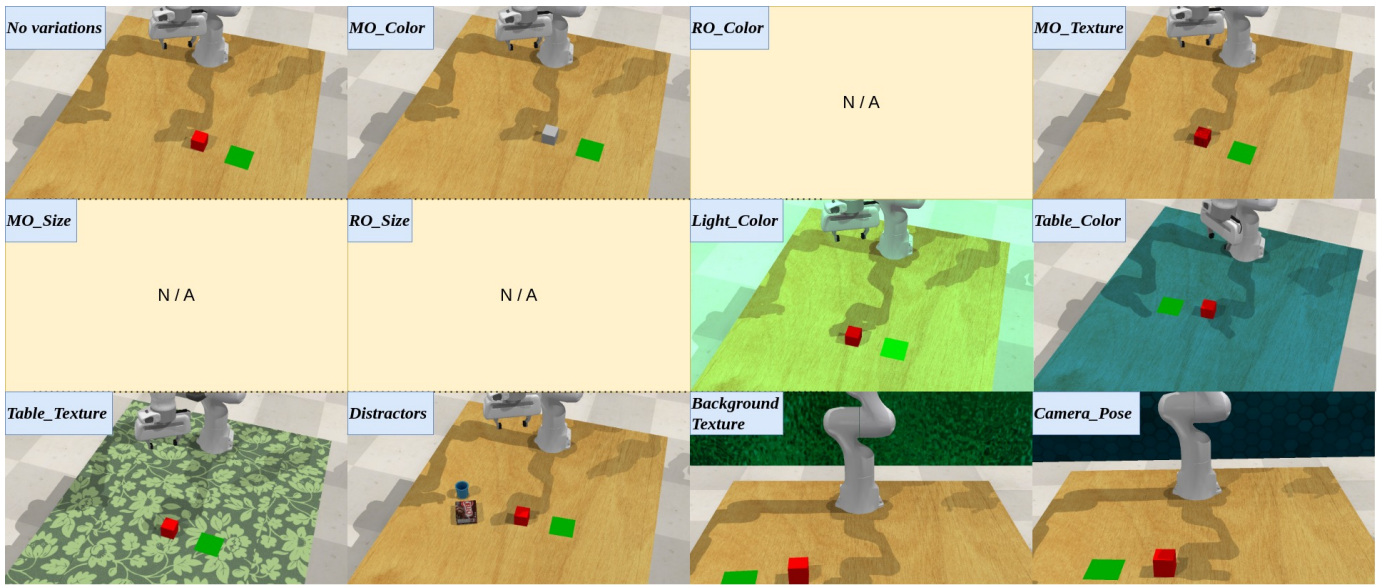 No variations
MO_Color
RO_Color
N / A
MO_Texture
MO_Size
N / A
RO_Size
N / A
Light_Color
Table_Color
Table_Texture
Distractors
Background
Texture
Camera_Pose